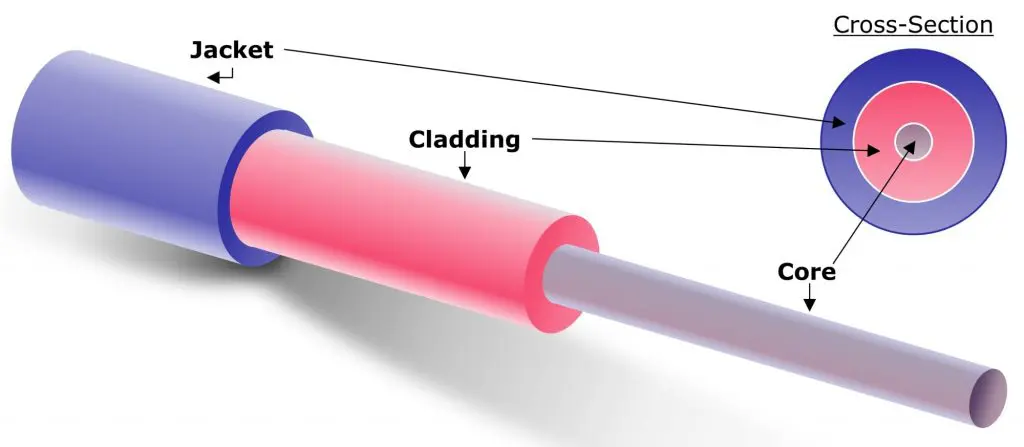 Cross-Section
Jacket
Cladding
Core